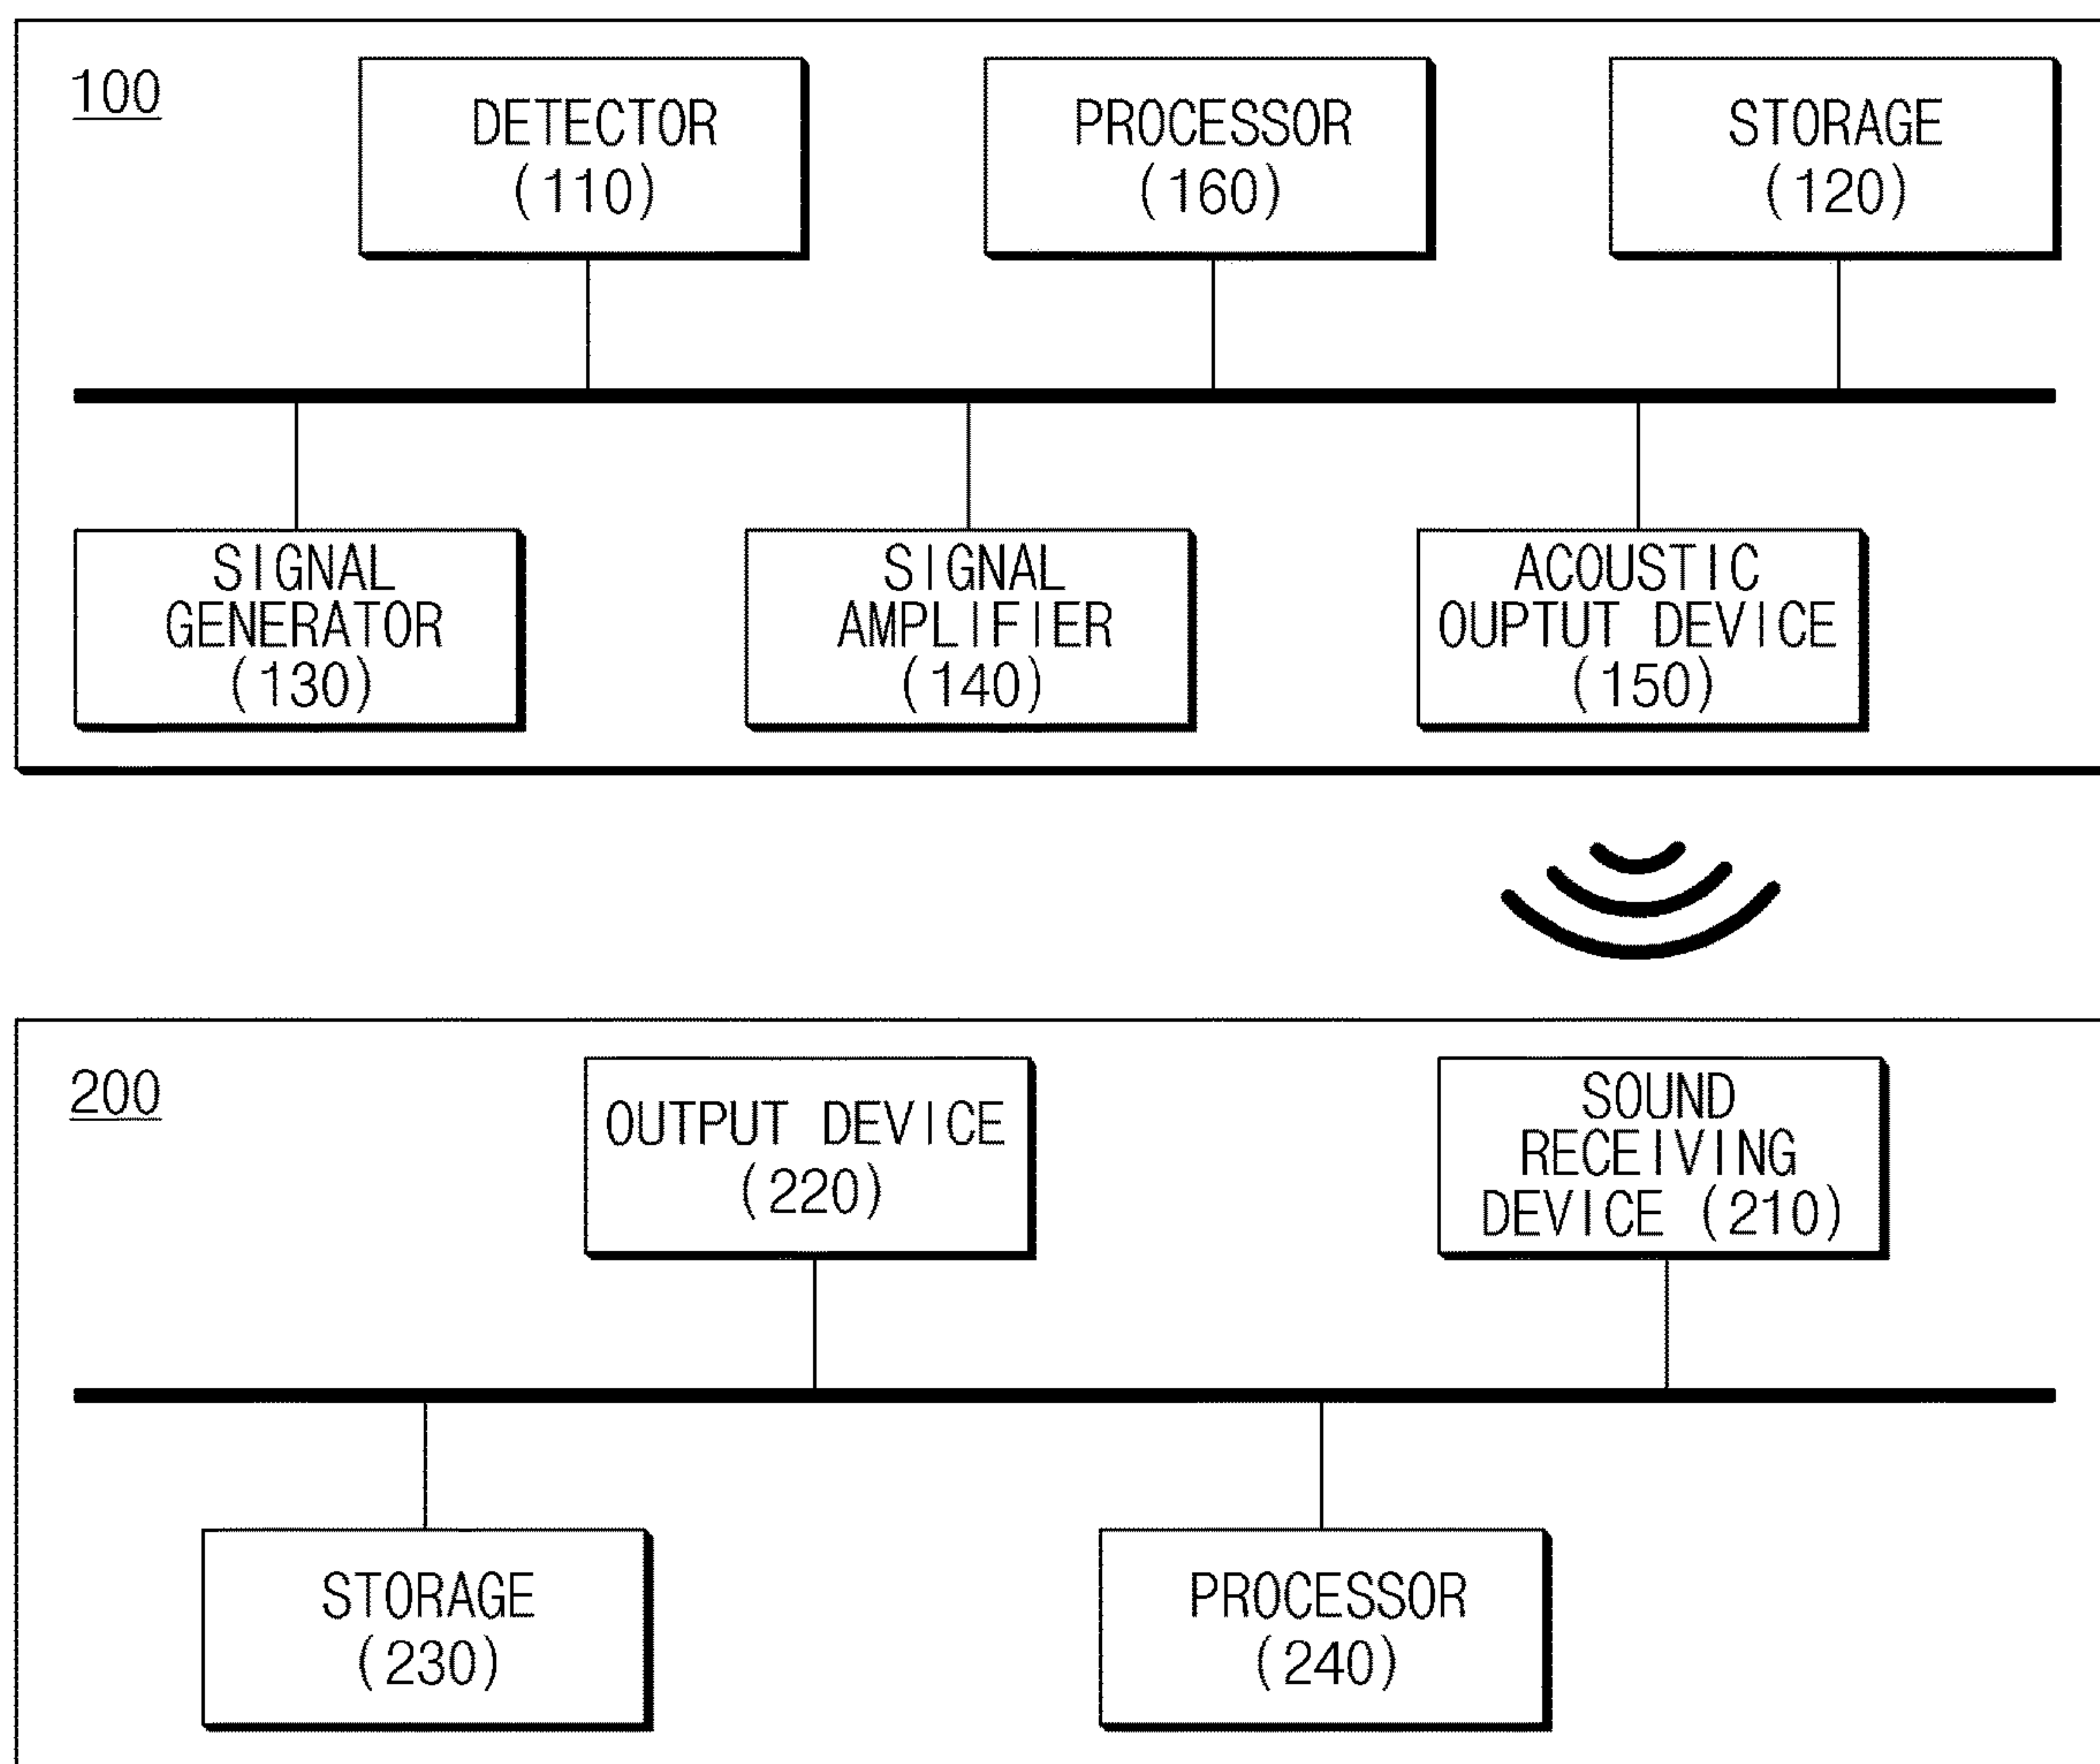 100
DETECTOR
(110)
PROCESSOR
(160)
STORAGE
(120)
SIGNAL
GENERATOR
(130)
SIGNAL
AMPLIFIER
(140)
ACOUSTIC
OUPTUT DEVICE
(150)
200
OUTPUT DEVICE
(220)
SOUND
RECEIVING
DEVICE (210)
STORAGE
(230)
PROCESSOR
(240)